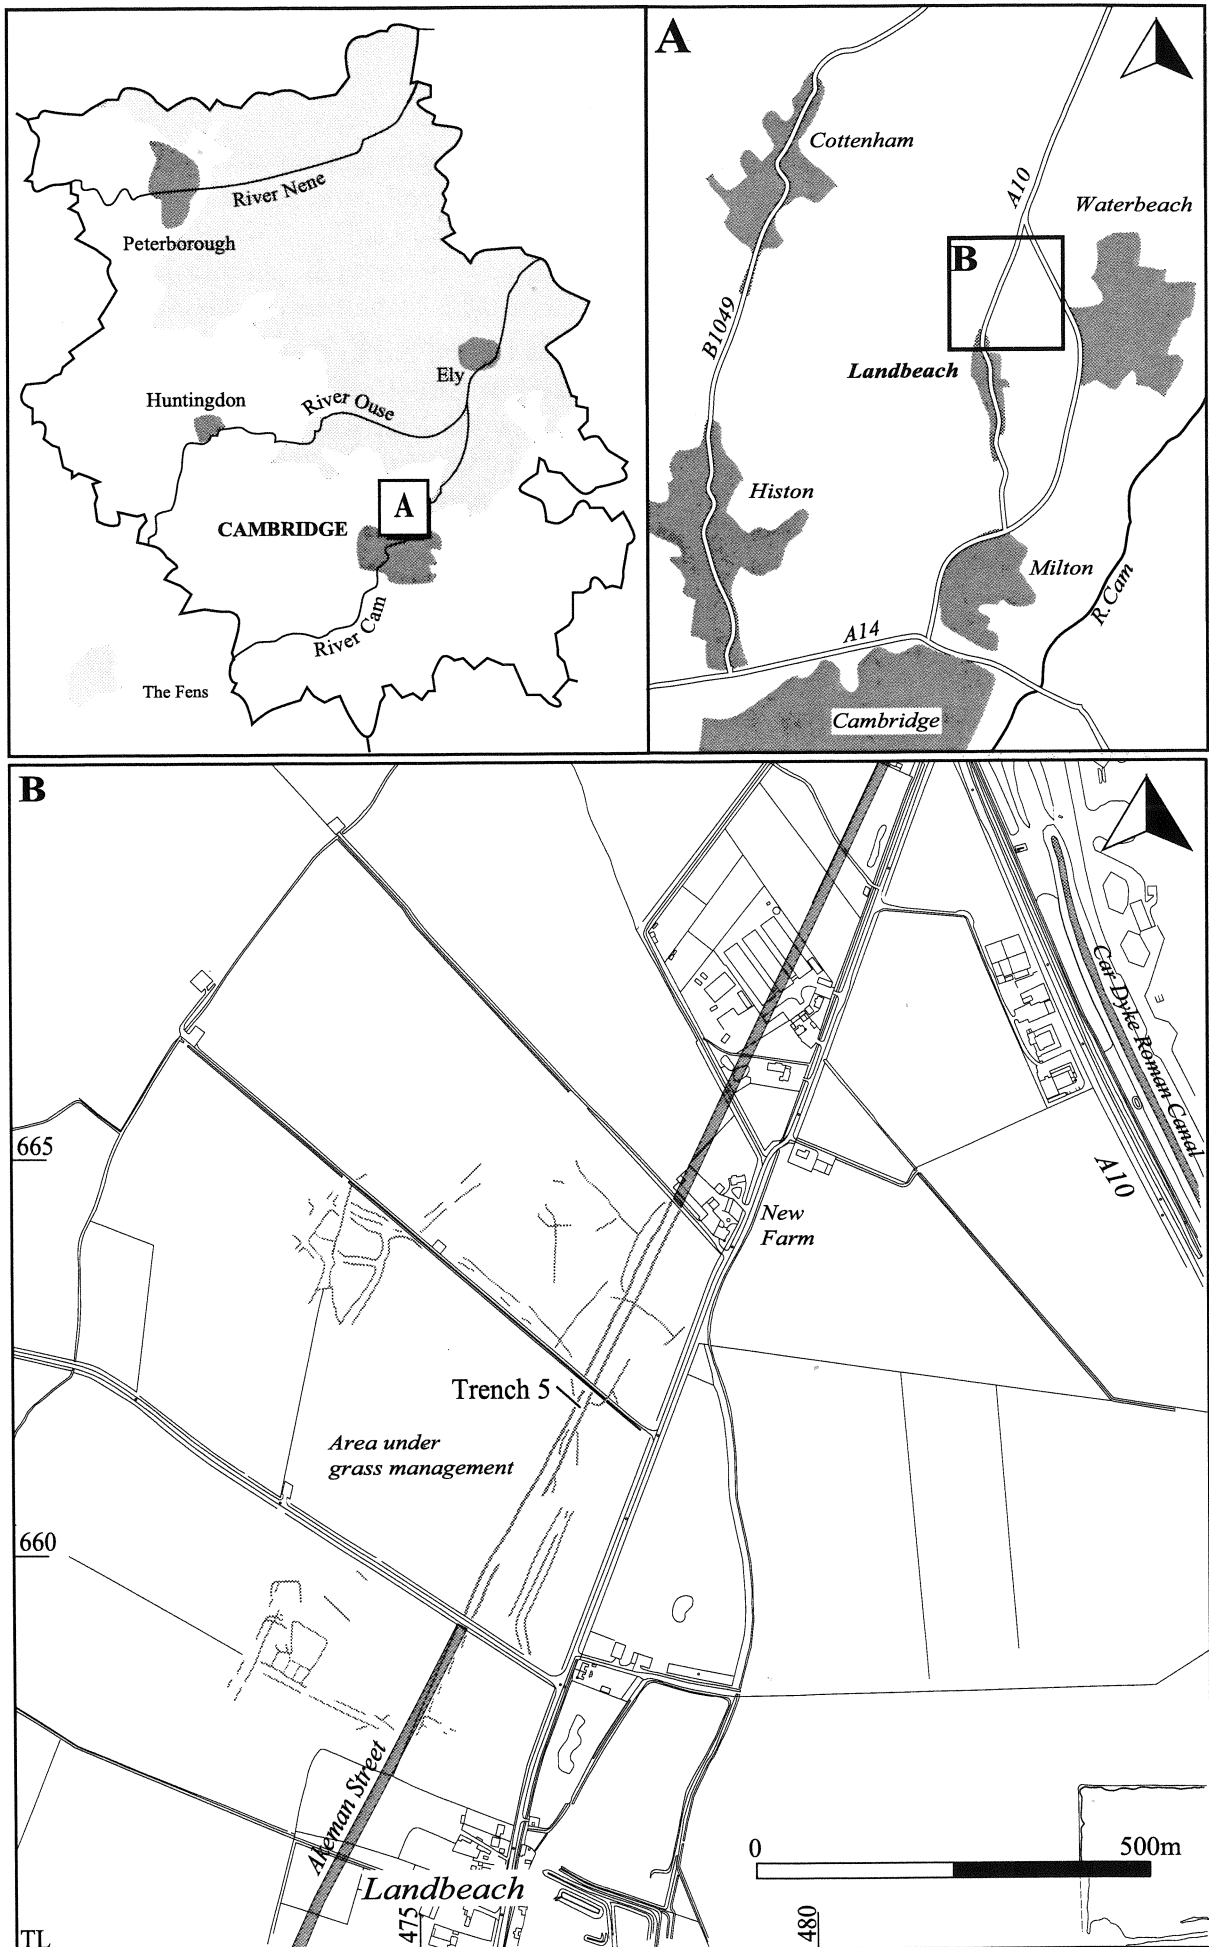 River Nene
Peterborough
Ely
Huntingdon
River Ouse
A
CAMBRIDGE
River Cam
The Fens
A
Cottenham
A10
Waterbeach
B
B1049
Landbeach
Histon
Milton
R. Cam
A14
Cambridge
B
Car Dyke Roman Canal
665
A10
New
Farm
Trench 5
Area under
grass management
660
Akeman Street
0
500m
Landbeach
475
480
TL